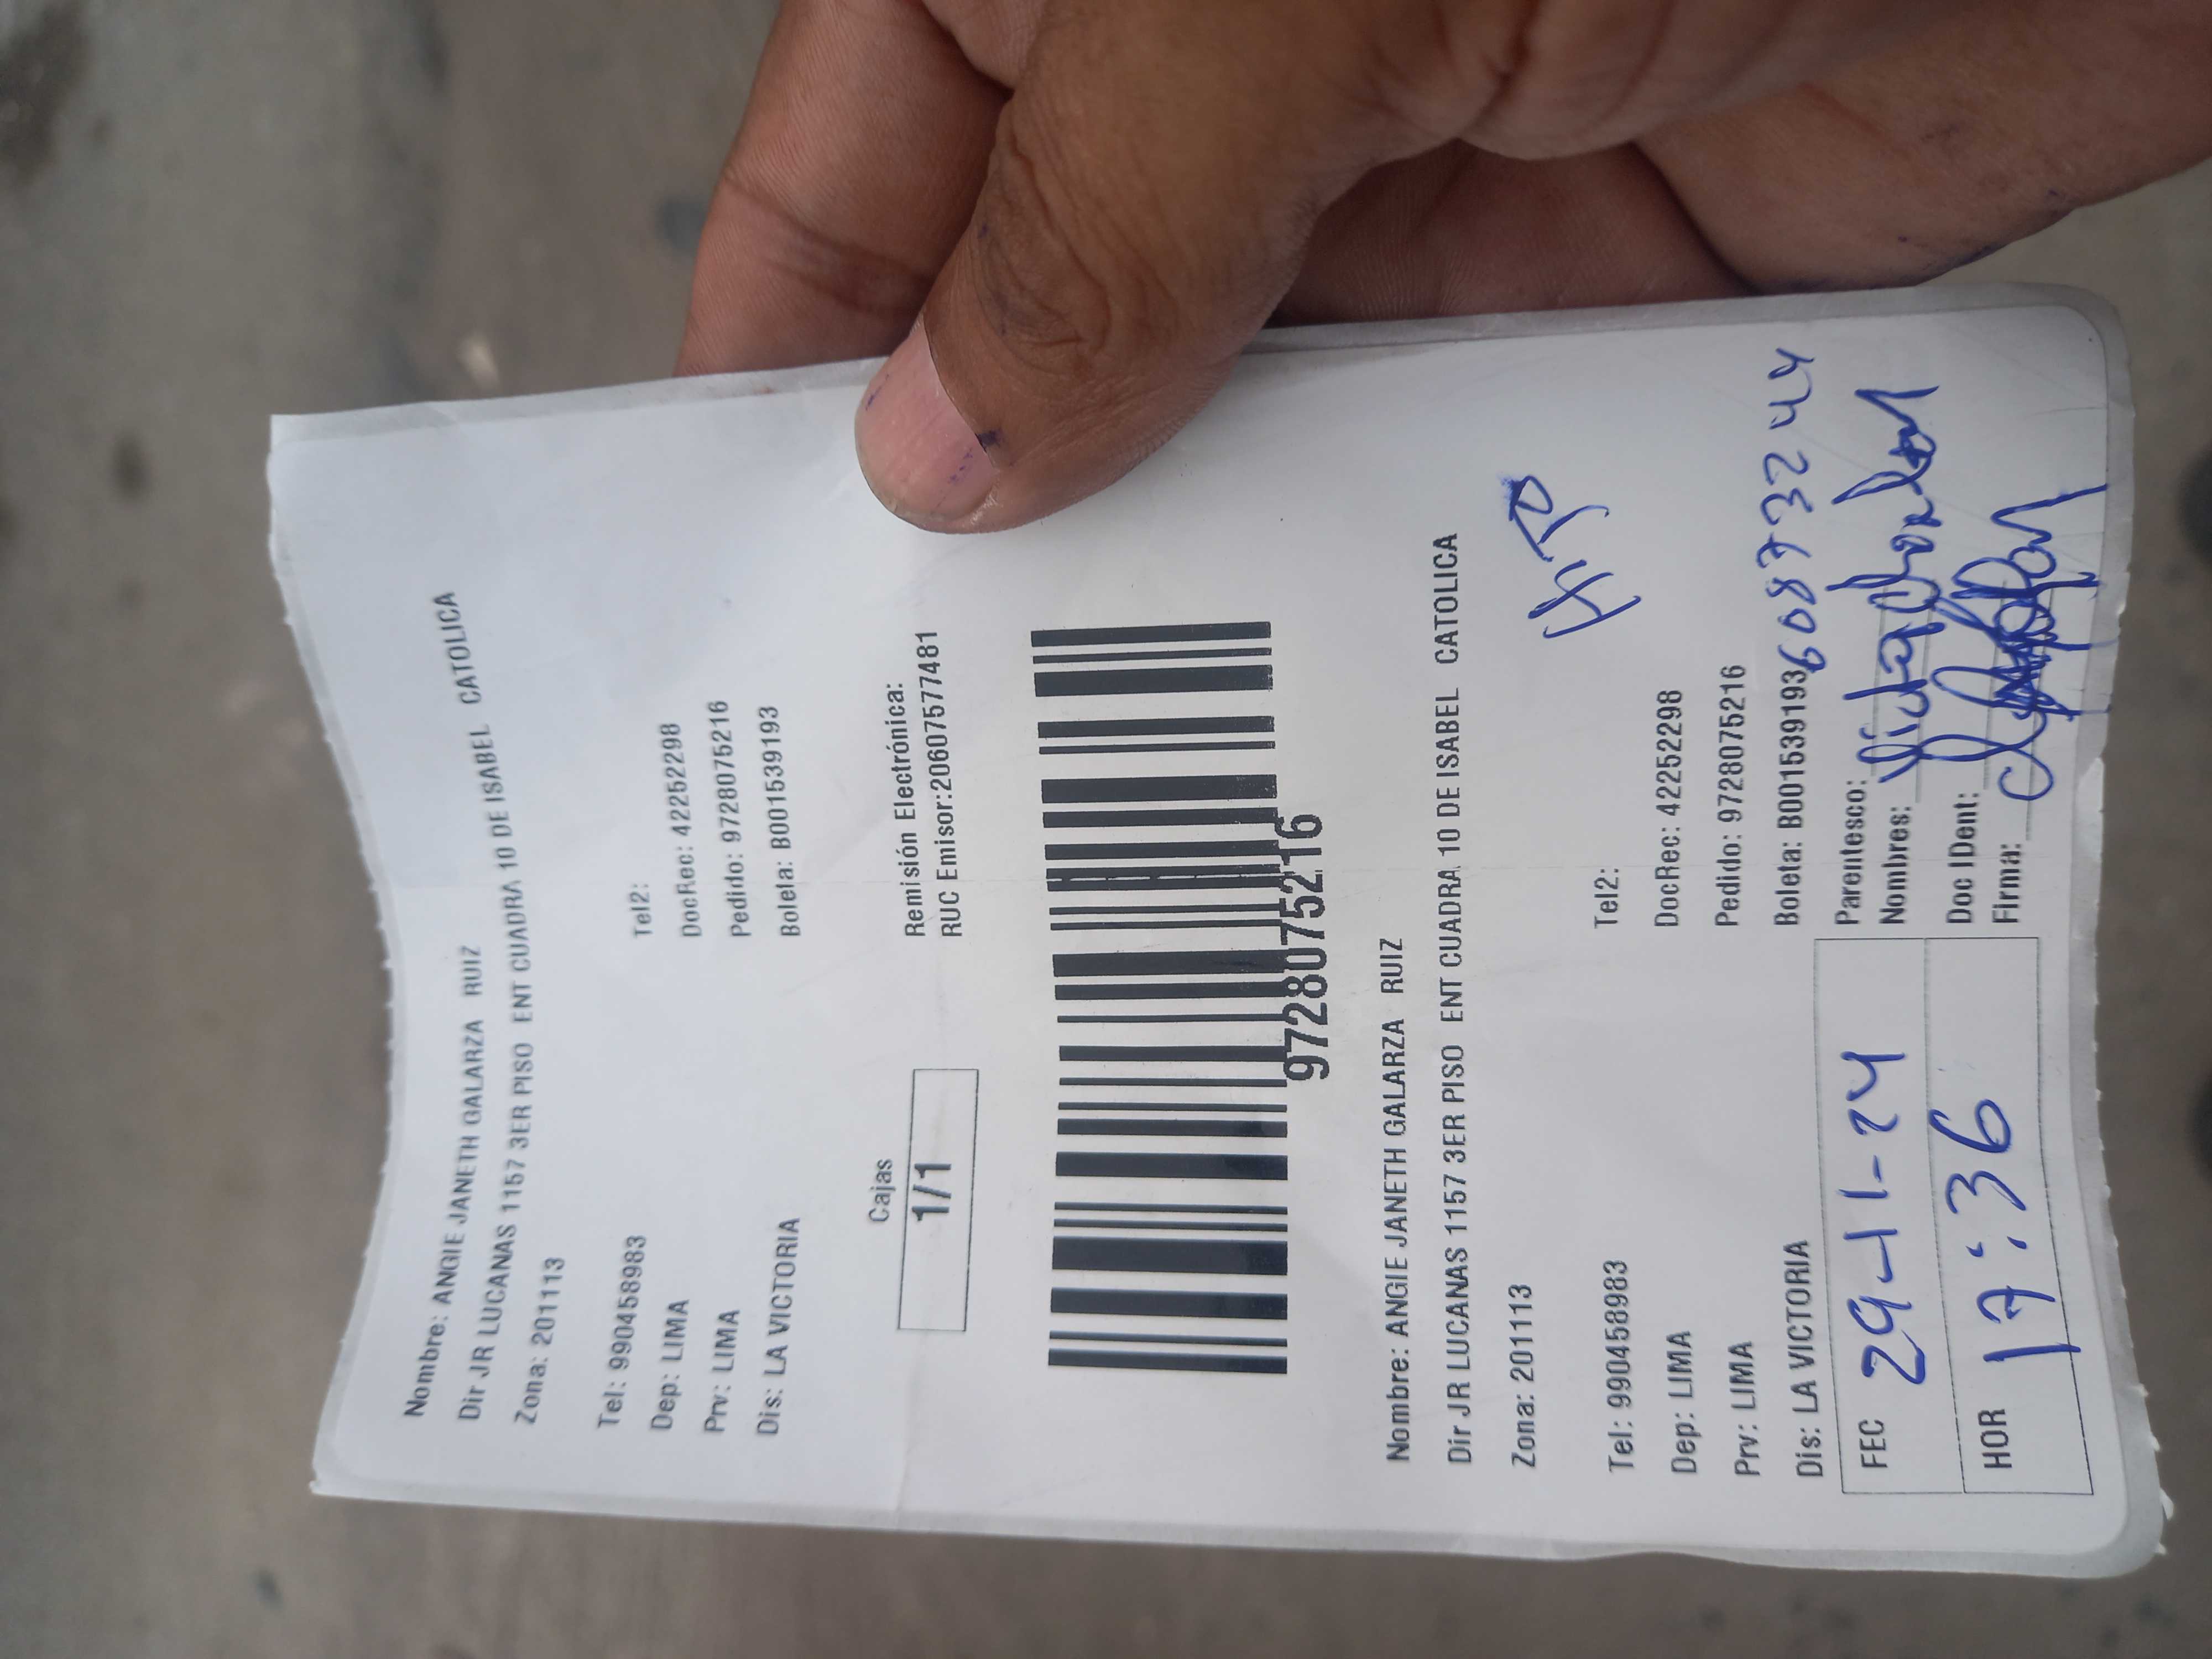 Nombre: ANGIE JANETH GALARZA RUIZ
Dir JR LUCANAS 1157 3ER PISO ENT CUADRA 10 DE ISABEL CATOLICA
Zona: 201113
Tel: 990458983 Tel2:
Dep: LIMA DocRec: 42252298
Prv: LIMA Pedido: 9728075216
Dis: LA VICTORIA Boleta: B001539193
Cajas
1/1
Remisión Electrónica:
RUC Emisor:20607577481
9728075216
Nombre: ANGIE JANETH GALARZA RUIZ
Dir JR LUCANAS 1157 3ER PISO ENT CUADRA 10 DE ISABEL CATOLICA
Zona: 201113
Tel: 990458983 Tel2:
Dep: LIMA DocRec: 42252298
Prv: LIMA Pedido: 9728075216
Dis: LA VICTORIA Boleta: B001539193
FEC 29-11-24
HOR 17:36
Parentesco:
Nombres:
Doc IDent:
Firma: